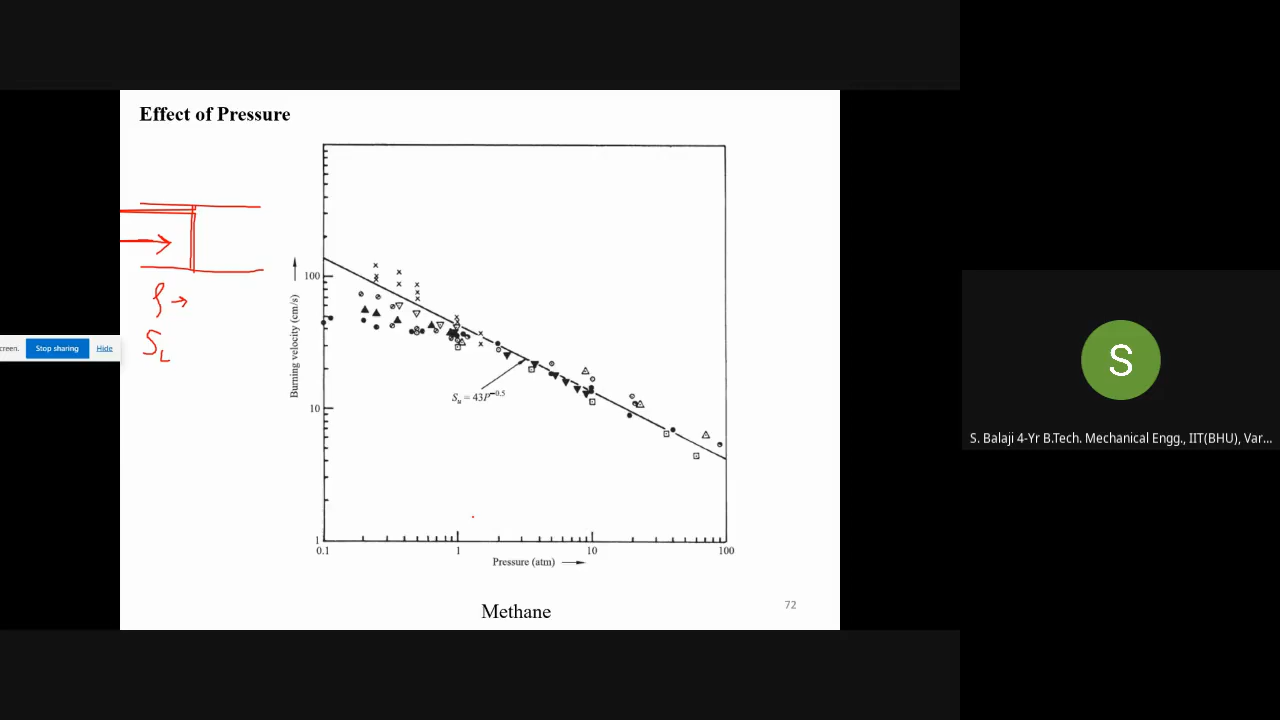 Effect of Pressure
ρ →
S_L
creen.
Stop sharing
Hide
Burning velocity (cm/s)
100
10
1
S_u = 43P^-0.5
0.1
1
10
100
Pressure (atm)
Methane
72
S
S. Balaji 4-Yr B.Tech. Mechanical Engg., IIT(BHU), Var...